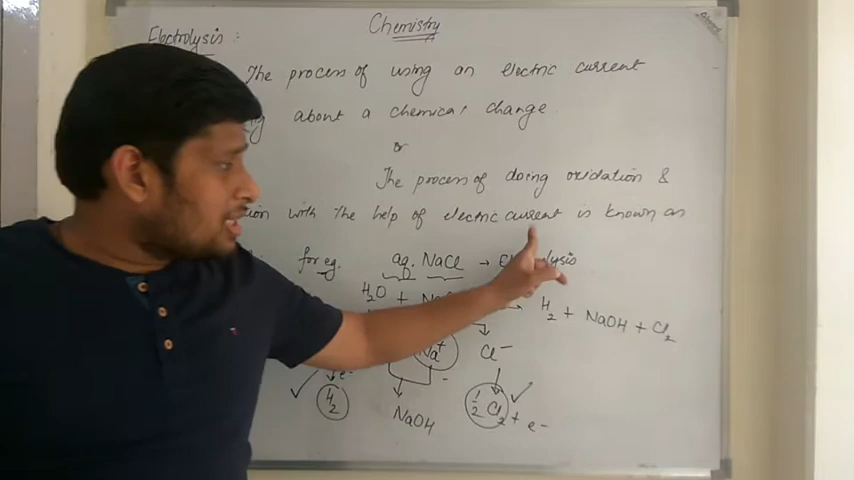 Chemistry
Electrolysis :
The process of using an electric current
about a chemical change
or
The process of doing oxidation &
with the help of electric current is known as
for eg. aq. NaCl → Electrolysis
H2O +
→ H2 + NaOH + Cl2
Na+ Cl-
e-
H2 NaOH 1/2 Cl2 + e-